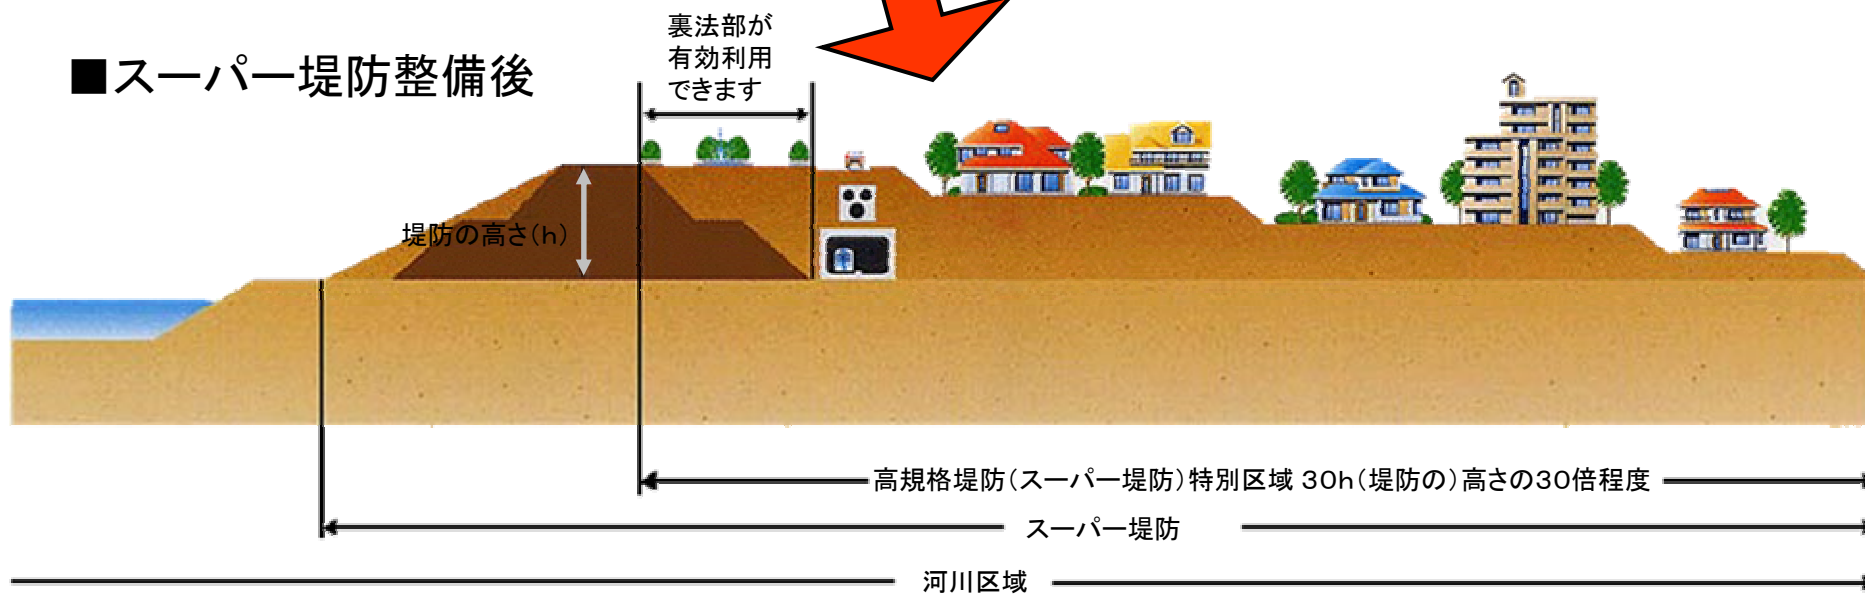 ■スーパー堤防整備後
裏法部が
有効利用
できます
堤防の高さ(h)
高規格堤防(スーパー堤防)特別区域 30h(堤防の)高さの30倍程度
スーパー堤防
河川区域